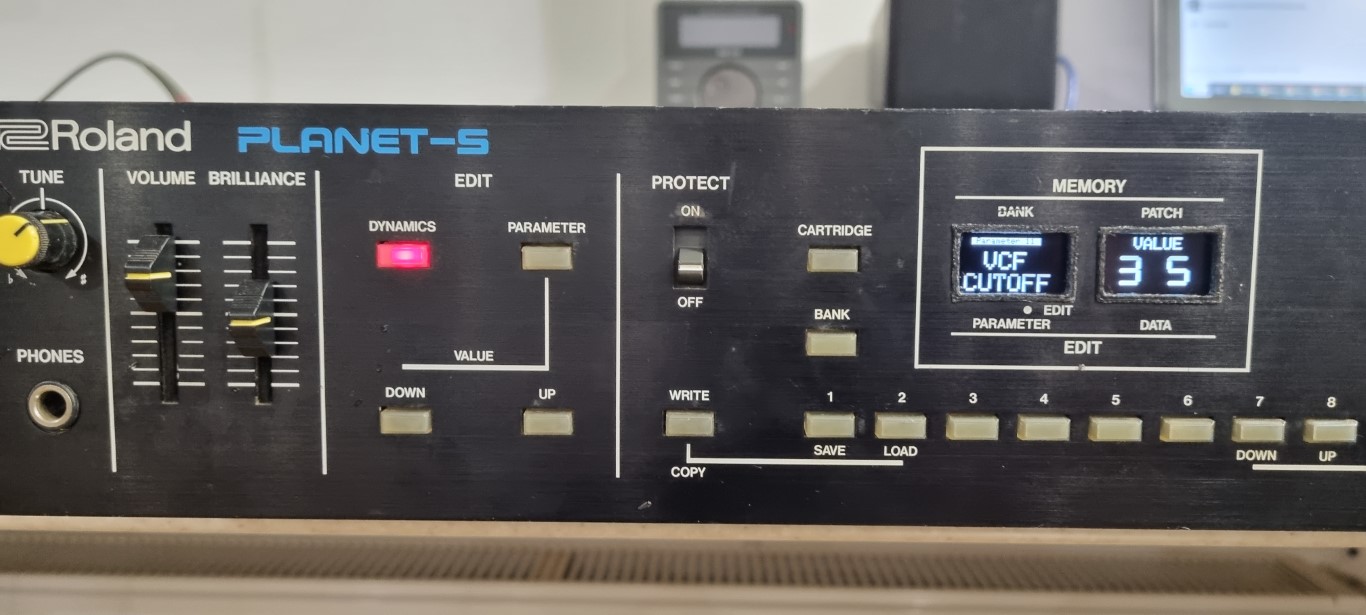 Roland PLANET-S
TUNE
VOLUME BRILLIANCE
EDIT
PROTECT
ON
OFF
MEMORY
BANK PATCH
DYNAMICS PARAMETER
CARTRIDGE
Parameter
VCF
CUTOFF
VALUE
3 5
EDIT
PARAMETER DATA
EDIT
BANK
PHONES
VALUE
DOWN UP
WRITE
1 2 3 4 5 6 7 8
SAVE LOAD
DOWN UP
COPY